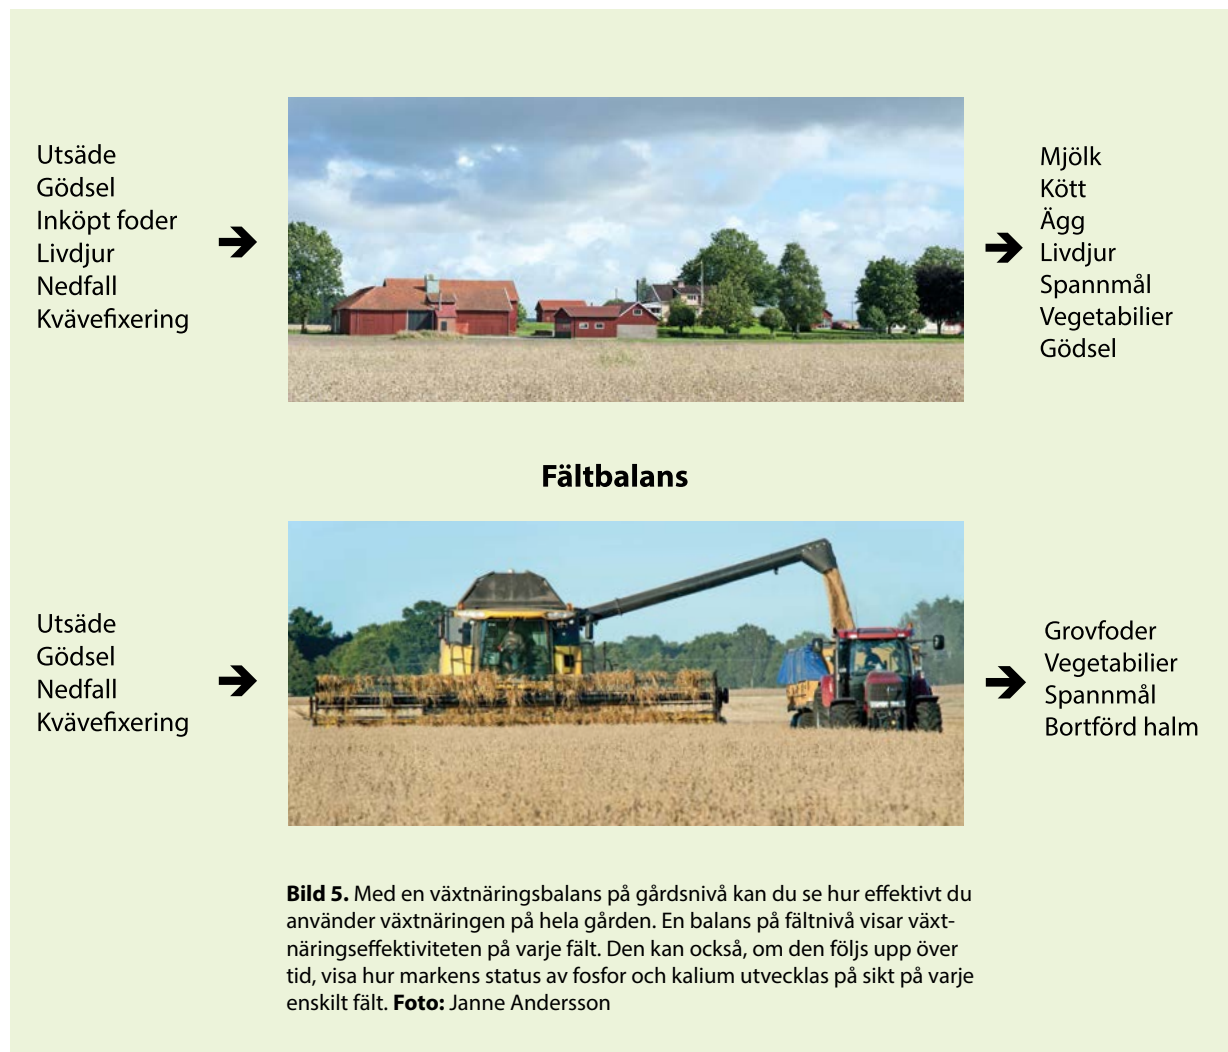 Utsäde
Gödsel
Inköpt foder
Livdjur
Nedfall
Kvävefixering
Mjölk
Kött
Ägg
Livdjur
Spannmål
Vegetabilier
Gödsel
Fältbalans
Utsäde
Gödsel
Nedfall
Kvävefixering
Grovfoder
Vegetabilier
Spannmål
Bortförd halm
Bild 5. Med en växtnäringsbalans på gårdsnivå kan du se hur effektivt du
använder växtnäringen på hela gården. En balans på fältnivå visar växt-
näringseffektiviteten på varje fält. Den kan också, om den följs upp över
tid, visa hur markens status av fosfor och kalium utvecklas på sikt på varje
enskilt fält. Foto: Janne Andersson